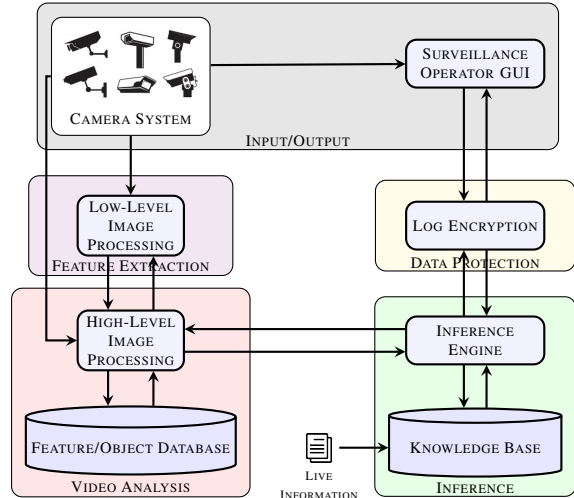 SURVEILLANCE
OPERATOR GUI
CAMERA SYSTEM
INPUT/OUTPUT
LOW-LEVEL
IMAGE
PROCESSING
FEATURE EXTRACTION
LOG ENCRYPTION
DATA PROTECTION
HIGH-LEVEL
IMAGE
PROCESSING
INFERENCE
ENGINE
FEATURE/OBJECT DATABASE
KNOWLEDGE BASE
VIDEO ANALYSIS
LIVE
INFORMATION
INFERENCE